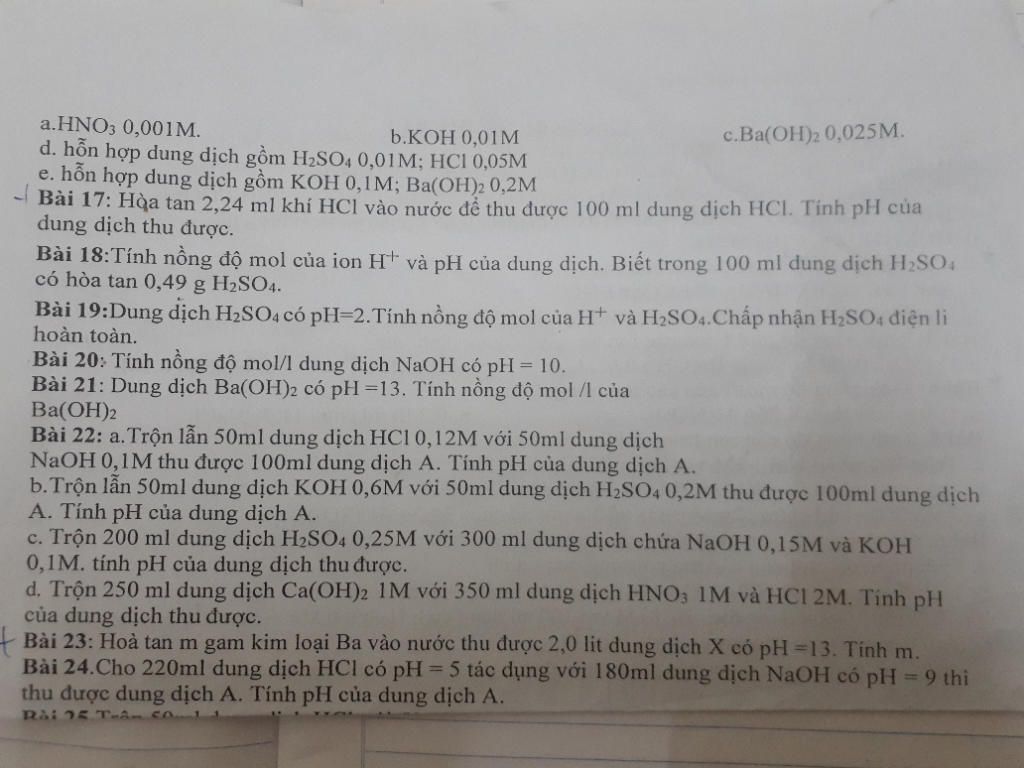 a.HNO₃ 0,001M. b.KOH 0,01M c.Ba(OH)₂ 0,025M.
d. hỗn hợp dung dịch gồm H₂SO₄ 0,01M; HCl 0,05M
e. hỗn hợp dung dịch gồm KOH 0,1M; Ba(OH)₂ 0,2M
Bài 17: Hòa tan 2,24 ml khí HCl vào nước để thu được 100 ml dung dịch HCl. Tính pH của
dung dịch thu được.
Bài 18:Tính nồng độ mol của ion H⁺ và pH của dung dịch. Biết trong 100 ml dung dịch H₂SO₄
có hòa tan 0,49 g H₂SO₄.
Bài 19:Dung dịch H₂SO₄ có pH=2.Tính nồng độ mol của H⁺ và H₂SO₄.Chấp nhận H₂SO₄ điện li
hoàn toàn.
Bài 20: Tính nồng độ mol/l dung dịch NaOH có pH = 10.
Bài 21: Dung dịch Ba(OH)₂ có pH =13. Tính nồng độ mol /l của
Ba(OH)₂
Bài 22: a.Trộn lẫn 50ml dung dịch HCl 0,12M với 50ml dung dịch
NaOH 0,1M thu được 100ml dung dịch A. Tính pH của dung dịch A.
b.Trộn lẫn 50ml dung dịch KOH 0,6M với 50ml dung dịch H₂SO₄ 0,2M thu được 100ml dung dịch
A. Tính pH của dung dịch A.
c. Trộn 200 ml dung dịch H₂SO₄ 0,25M với 300 ml dung dịch chứa NaOH 0,15M và KOH
0,1M. tính pH của dung dịch thu được.
d. Trộn 250 ml dung dịch Ca(OH)₂ 1M với 350 ml dung dịch HNO₃ 1M và HCl 2M. Tính pH
của dung dịch thu được.
Bài 23: Hoà tan m gam kim loại Ba vào nước thu được 2,0 lit dung dịch X có pH =13. Tính m.
Bài 24.Cho 220ml dung dịch HCl có pH = 5 tác dụng với 180ml dung dịch NaOH có pH = 9 thì
thu được dung dịch A. Tính pH của dung dịch A.